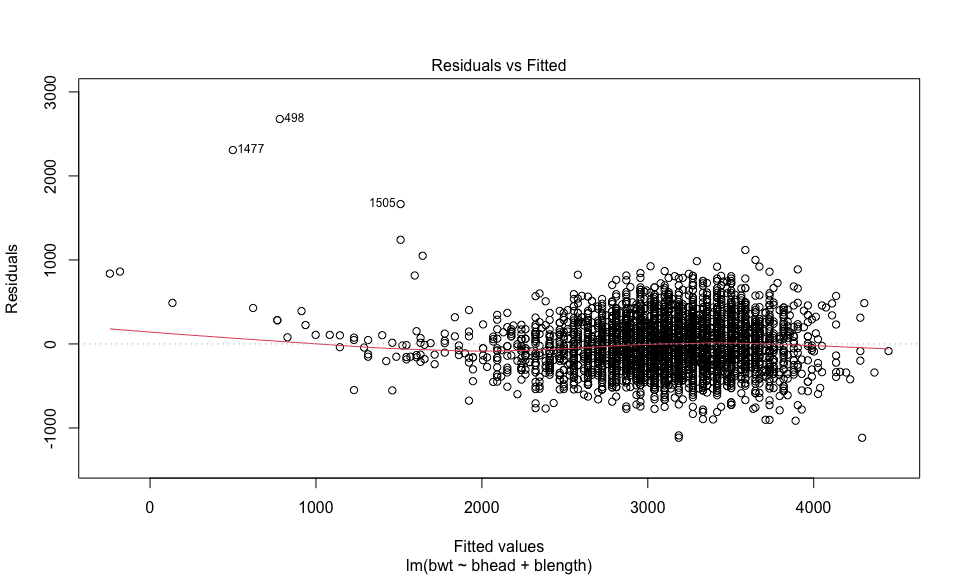 Residuals vs Fitted
Residuals
3000
2000
1000
0
-1000
498
1477
1505
0 1000 2000 3000 4000
Fitted values
lm(bwt ~ bhead + blength)